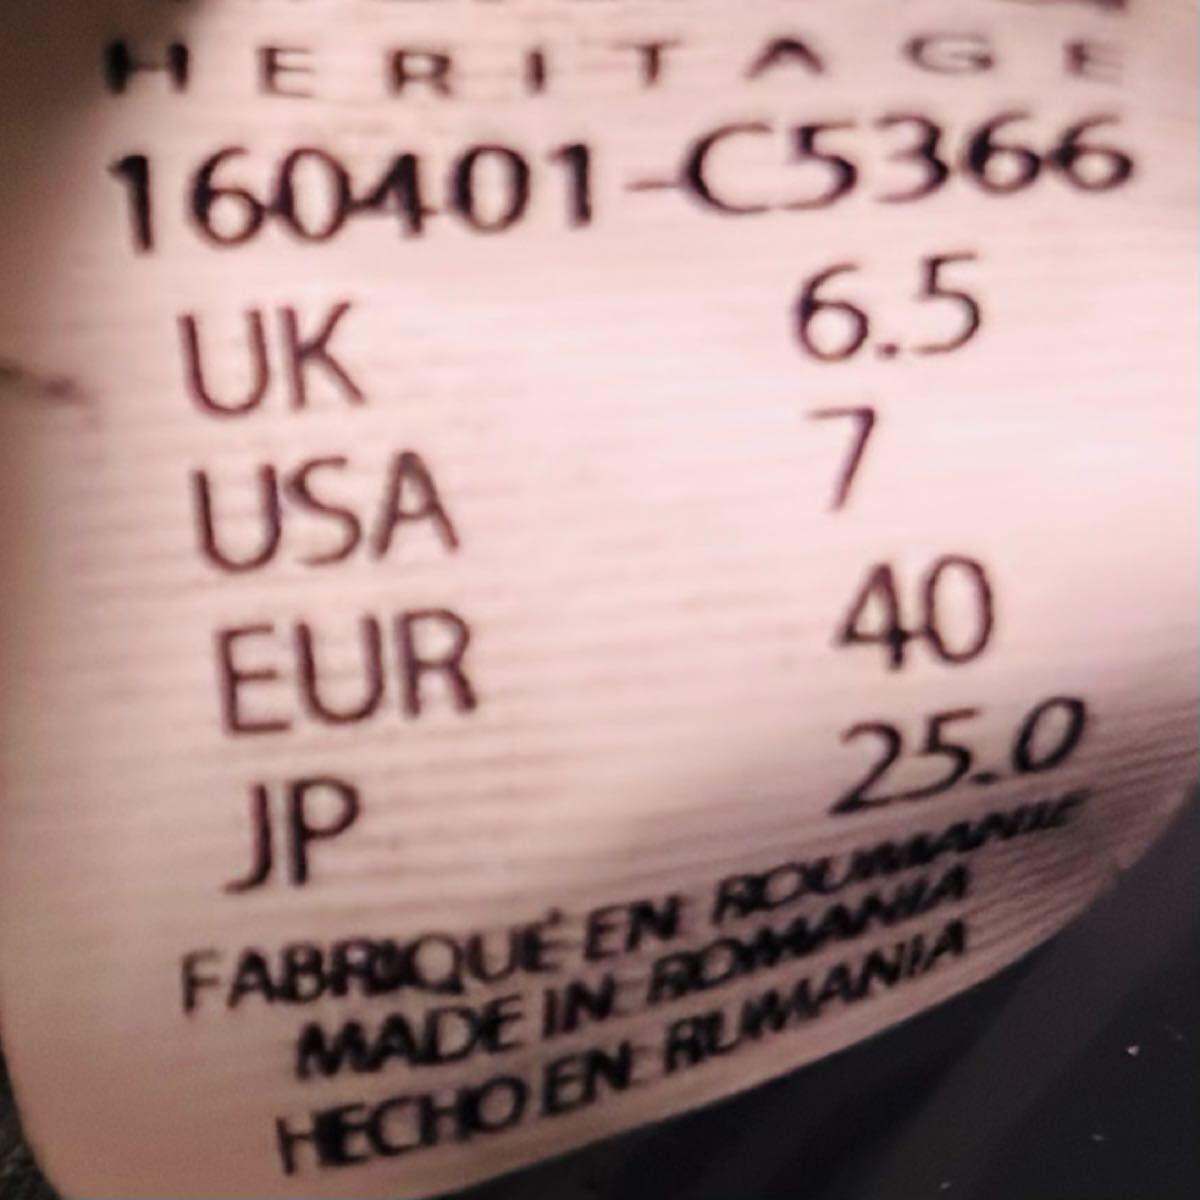 HERITAGE
160401-C5366
UK 6.5
USA 7
EUR 40
JP 25.0
FABRIQUÉ EN: ROUMANIE
MADE IN: ROMANIA
HECHO EN: RUMANIA